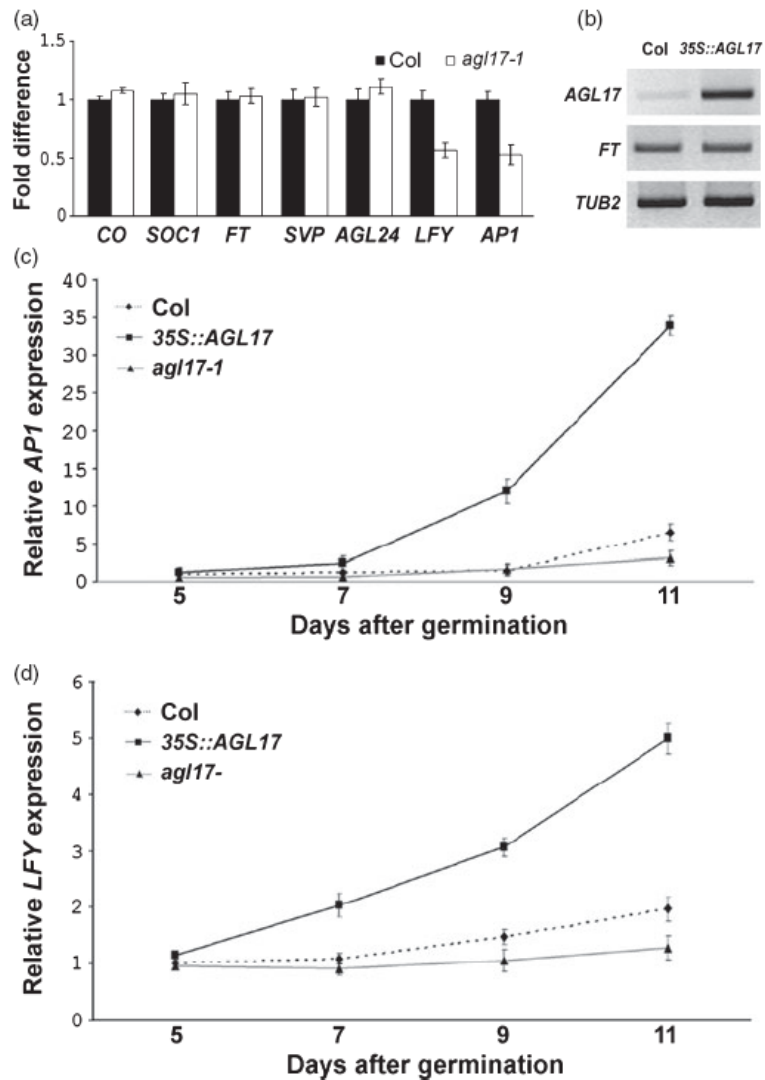 (a)
1.5
1
0.5
0
Fold difference
Col agl17-1
CO SOC1 FT SVP AGL24 LFY AP1
(b)
Col 35S::AGL17
AGL17
FT
TUB2
(c)
40
35
30
25
20
15
10
5
0
Relative AP1 expression
Col
35S::AGL17
agl17-1
5 7 9 11
Days after germination
(d)
6
5
4
3
2
1
0
Relative LFY expression
Col
35S::AGL17
agl17-
5 7 9 11
Days after germination